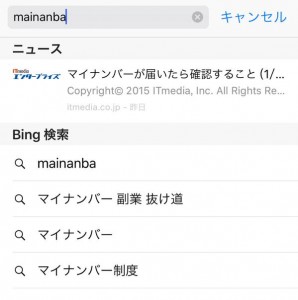 mainanba
キャンセル
ニュース
ITmedia
エンタープライズ
マイナンバーが届いたら確認すること (1/...
Copyright© 2015 ITmedia, Inc. All Rights Re...
itmedia.co.jp - 昨日
Bing 検索
mainanba
マイナンバー 副業 抜け道
マイナンバー
マイナンバー制度